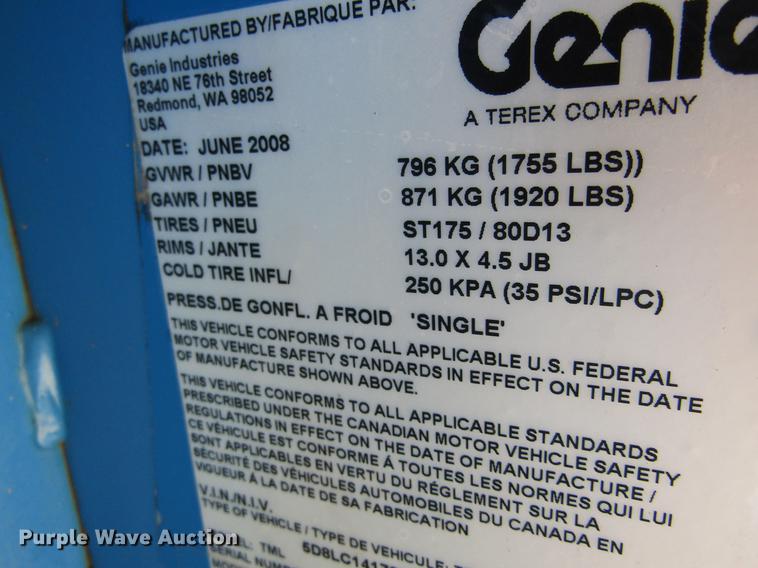 MANUFACTURED BY/FABRIQUE PAR:
Genie Industries
18340 NE 76th Street
Redmond, WA 98052
USA
Genie
A TEREX COMPANY
DATE: JUNE 2008
GVWR / PNBV 796 KG (1755 LBS))
GAWR / PNBE 871 KG (1920 LBS)
TIRES / PNEU ST175 / 80D13
RIMS / JANTE 13.0 X 4.5 JB
COLD TIRE INFL/ 250 KPA (35 PSI/LPC)
PRESS.DE GONFL. A FROID 'SINGLE'
THIS VEHICLE CONFORMS TO ALL APPLICABLE U.S. FEDERAL
MOTOR VEHICLE SAFETY STANDARDS IN EFFECT ON THE DATE
OF MANUFACTURE SHOWN ABOVE.
THIS VEHICLE CONFORMS TO ALL APPLICABLE STANDARDS
PRESCRIBED UNDER THE CANADIAN MOTOR VEHICLE SAFETY
REGULATIONS IN EFFECT ON THE DATE OF MANUFACTURE /
CE VÉHICULE EST CONFORME Á TOUTES LES NORMES QUI LUI
SONT APPLICABLES EN VERTU DU RÉGLEMENT SUR LA
SÉCURITÉ DES VÉHICULES AUTOMOBILES DU CANADA EN
VIGUEUR À LA DATE DE SA FABRICATION
V.I.N./N.I.V.
TYPE OF VEHICLE / TYPE DE VEHICULE:
TML 5D8LC1417
SERIAL
Purple Wave Auction